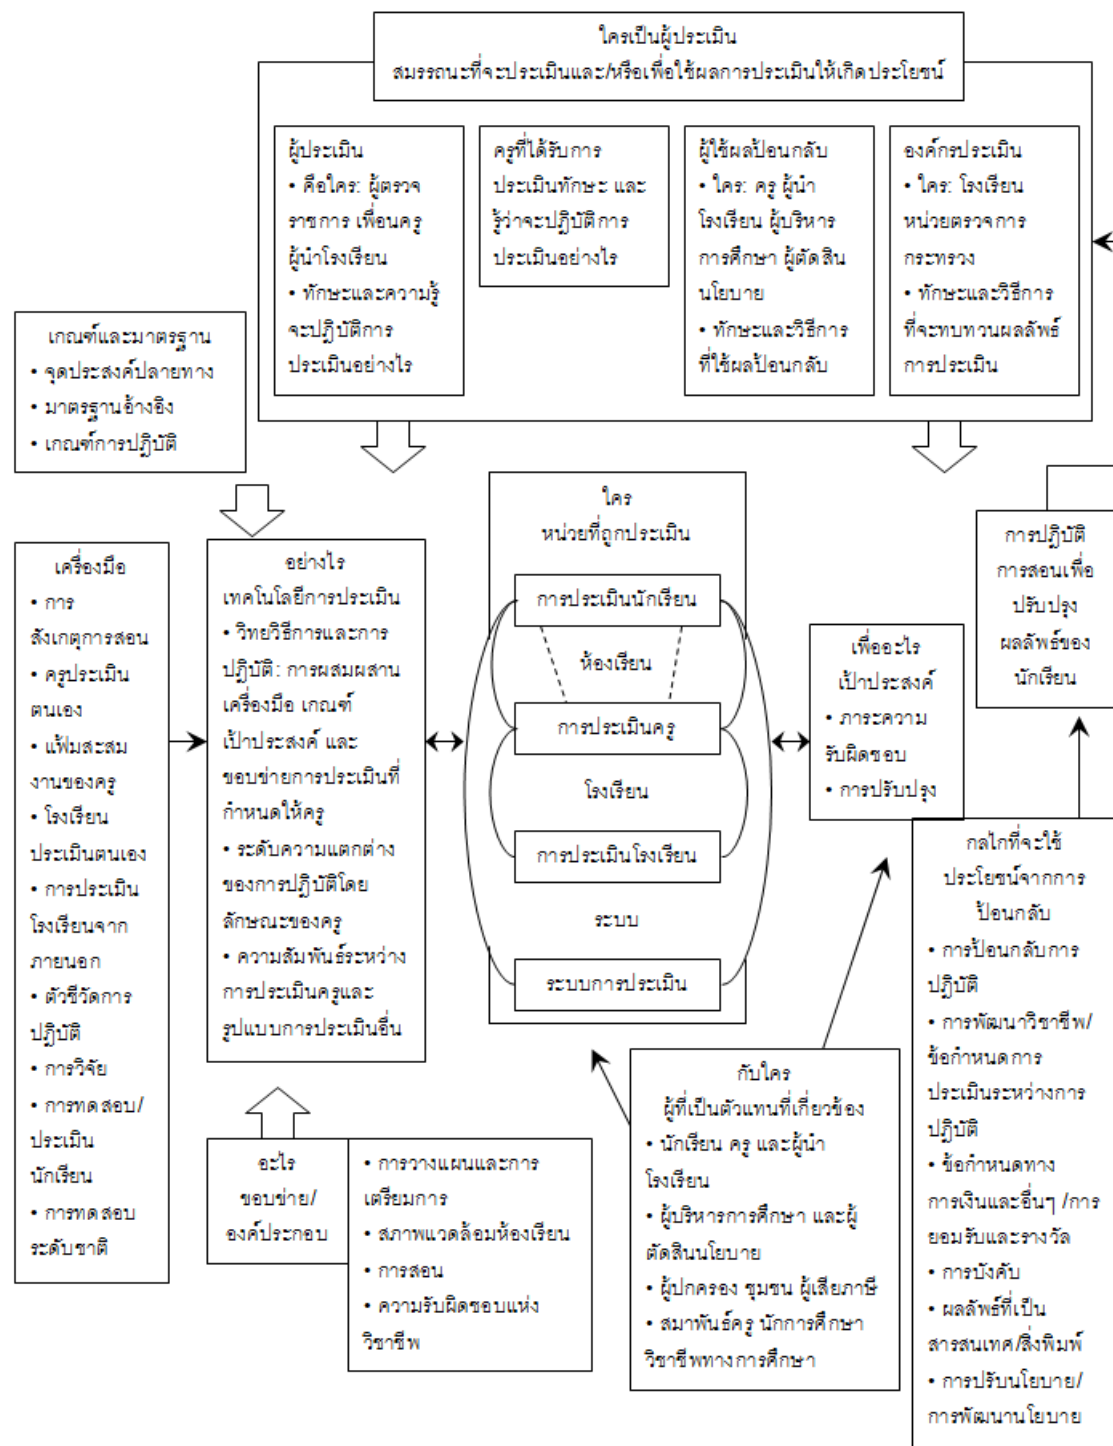 ใครเป็นผู้ประเมิน
สมรรถนะที่จะประเมินและ/หรือเพื่อใช้ผลการประเมินให้เกิดประโยชน์
ผู้ประเมิน
• คือใคร: ผู้ตรวจ
ราชการ เพื่อนครู
ผู้นำโรงเรียน
• ทักษะและความรู้
จะปฏิบัติการ
ประเมินอย่างไร
ครูที่ได้รับการ
ประเมินทักษะ และ
รู้ว่าจะปฏิบัติการ
ประเมินอย่างไร
ผู้ใช้ผลป้อนกลับ
• ใคร: ครู ผู้นำ
โรงเรียน ผู้บริหาร
การศึกษา ผู้ตัดสิน
นโยบาย
• ทักษะและวิธีการ
ที่ใช้ผลป้อนกลับ
องค์กรประเมิน
• ใคร: โรงเรียน
หน่วยตรวจการ
กระทรวง
• ทักษะและวิธีการ
ที่จะทบทวนผลลัพธ์
การประเมิน
เกณฑ์และมาตรฐาน
• จุดประสงค์ปลายทาง
• มาตรฐานอ้างอิง
• เกณฑ์การปฏิบัติ
เครื่องมือ
• การ
สังเกตุการสอน
• ครูประเมิน
ตนเอง
• แฟ้มสะสม
งานของครู
• โรงเรียน
ประเมินตนเอง
• การประเมิน
โรงเรียนจาก
ภายนอก
• ตัวชี้วัดการ
ปฏิบัติ
• การวิจัย
• การทดสอบ/
ประเมิน
นักเรียน
• การทดสอบ
ระดับชาติ
อย่างไร
เทคโนโลยีการประเมิน
• วิทยวิธีการและการ
ปฏิบัติ: การผสมผสาน
เครื่องมือ เกณฑ์
เป้าประสงค์ และ
ขอบข่ายการประเมินที่
กำหนดให้ครู
• ระดับความแตกต่าง
ของการปฏิบัติโดย
ลักษณะของครู
• ความสัมพันธ์ระหว่าง
การประเมินครูและ
รูปแบบการประเมินอื่น
ใคร
หน่วยที่ถูกประเมิน
การประเมินนักเรียน
ห้องเรียน
การประเมินครู
โรงเรียน
การประเมินโรงเรียน
ระบบ
ระบบการประเมิน
เพื่ออะไร
เป้าประสงค์
• ภาระความ
รับผิดชอบ
• การปรับปรุง
การปฏิบัติ
การสอนเพื่อ
ปรับปรุง
ผลลัพธ์ของ
นักเรียน
กลไกที่จะใช้
ประโยชน์จากการ
ป้อนกลับ
• การป้อนกลับการ
ปฏิบัติ
• การพัฒนาวิชาชีพ/
ข้อกำหนดการ
ประเมินระหว่างการ
ปฏิบัติ
• ข้อกำหนดทาง
การเงินและอื่นๆ /การ
ยอมรับและรางวัล
• การบังคับ
• ผลลัพธ์ที่เป็น
สารสนเทศ/สิ่งพิมพ์
• การปรับนโยบาย/
การพัฒนานโยบาย
อะไร
ขอบข่าย/
องค์ประกอบ
• การวางแผนและการ
เตรียมการ
• สภาพแวดล้อมห้องเรียน
• การสอน
• ความรับผิดชอบแห่ง
วิชาชีพ
กับใคร
ผู้ที่เป็นตัวแทนที่เกี่ยวข้อง
• นักเรียน ครู และผู้นำ
โรงเรียน
• ผู้บริหารการศึกษา และผู้
ตัดสินนโยบาย
• ผู้ปกครอง ชุมชน ผู้เสียภาษี
• สมาพันธ์ครู นักการศึกษา
วิชาชีพทางการศึกษา